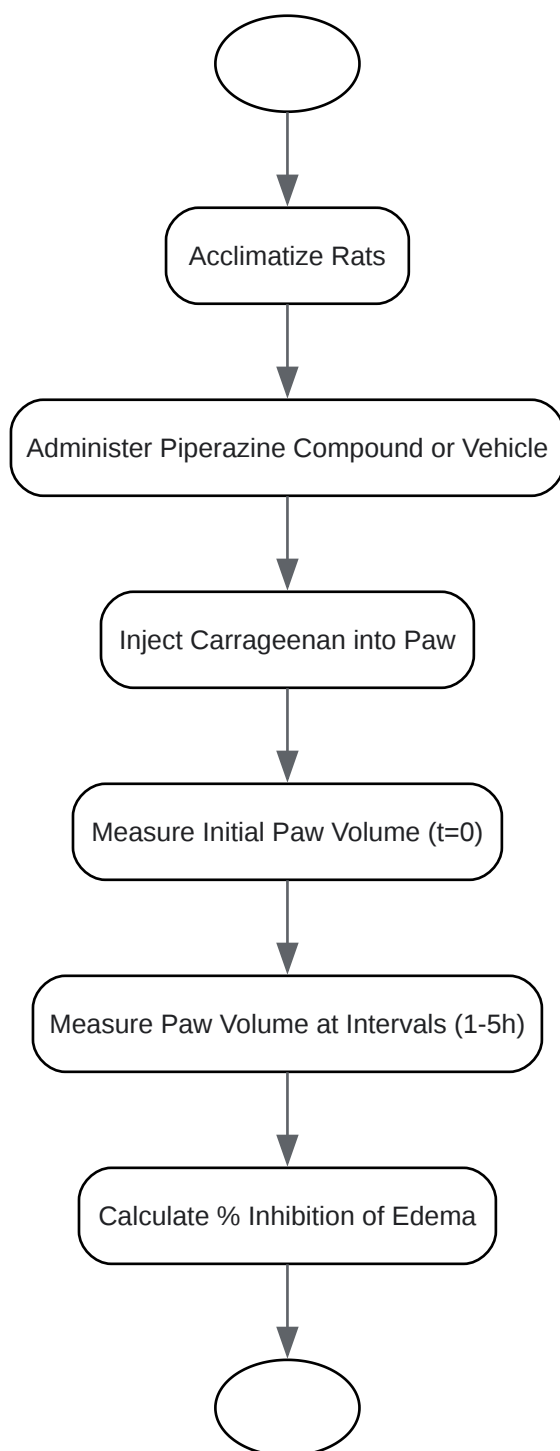 Acclimatize Rats
Administer Piperazine Compound or Vehicle
Inject Carrageenan into Paw
Measure Initial Paw Volume (t=0)
Measure Paw Volume at Intervals (1-5h)
Calculate % Inhibition of Edema